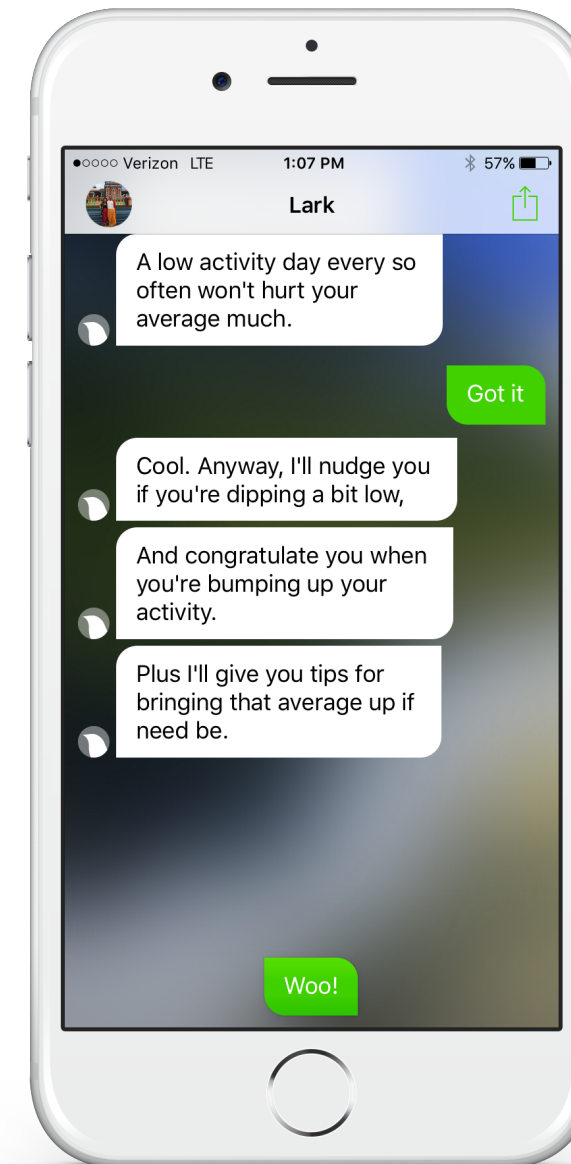 Verizon LTE 1:07 PM 57%
Lark
A low activity day every so
often won't hurt your
average much.
Got it
Cool. Anyway, I'll nudge you
if you're dipping a bit low,
And congratulate you when
you're bumping up your
activity.
Plus I'll give you tips for
bringing that average up if
need be.
Woo!